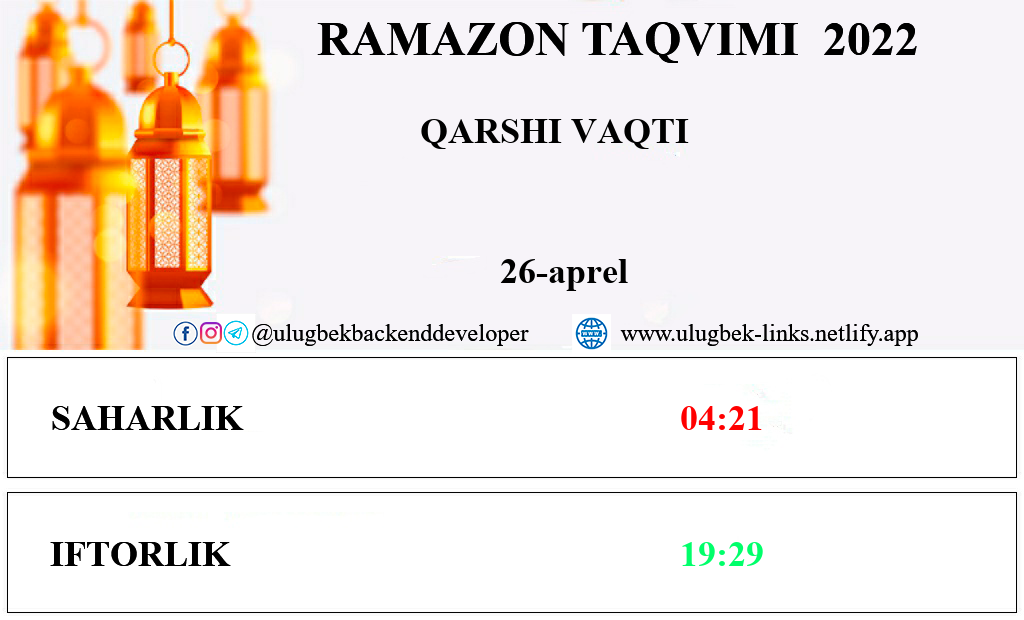 RAMAZON TAQVIMI 2022
QARSHI VAQTI
26-aprel
@ulugbekbackenddeveloper www.ulugbek-links.netlify.app
SAHARLIK 04:21
IFTORLIK 19:29